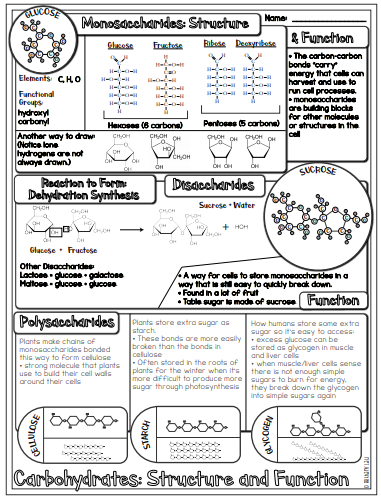 GLUCOSE
Monosaccharides: Structure
Name:
& Function
Glucose
Fructose
Ribose
Deoxyribose
Elements: C, H, O
Functional
Groups:
hydroxyl
carbonyl
Hexoses (6 carbons)
Pentoses (5 carbons)
• The carbon-carbon
bonds "carry"
energy that cells can
harvest and use to
run cell processes.
• monosaccharides
are building blocks
for other molecules
or structures in the
cell
Another way to draw:
(Notice lone
hydrogens are not
always drawn.)
Reaction to Form:
Dehydration Synthesis
Disaccharides
SUCROSE
Sucrose + Water
+ HOH
Glucose + Fructose
Other Disaccharides:
Lactose = glucose + galactose
Maltose = glucose + glucose
• A way for cells to store monosaccharides in a
way that is still easy to quickly break down.
• Found in a lot of fruit
• Table sugar is made of sucrose
Function
Polysaccharides
Plants make chains of
monosaccharides bonded
this way to form cellulose
• strong molecule that plants
use to build their cell walls
around their cells
Plants store extra sugar as
starch.
• These bonds are more easily
broken than the bonds in
cellulose
• Often stored in the roots of
plants for the winter when it's
more difficult to produce more
sugar through photosynthesis
How humans store some extra
sugar so it's easy to access:
• excess glucose can be
stored as glycogen in muscle
and liver cells
• when muscle/liver cells sense
there is not enough simple
sugars to burn for energy,
they break down the glycogen
into simple sugars again
CELLULOSE
STARCH
GLYCOGEN
Carbohydrates: Structure and Function